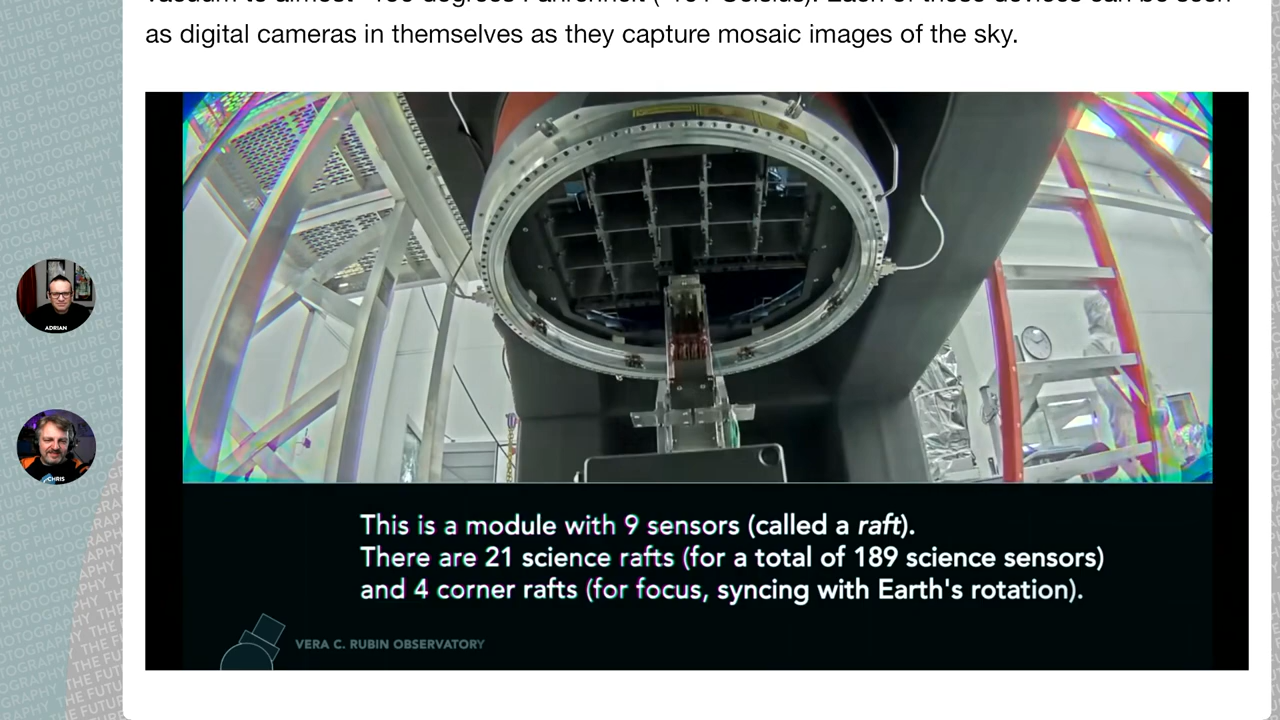 as digital cameras in themselves as they capture mosaic images of the sky.
ADRIAN
CHRIS
This is a module with 9 sensors (called a raft).
There are 21 science rafts (for a total of 189 science sensors)
and 4 corner rafts (for focus, syncing with Earth's rotation).
VERA C. RUBIN OBSERVATORY